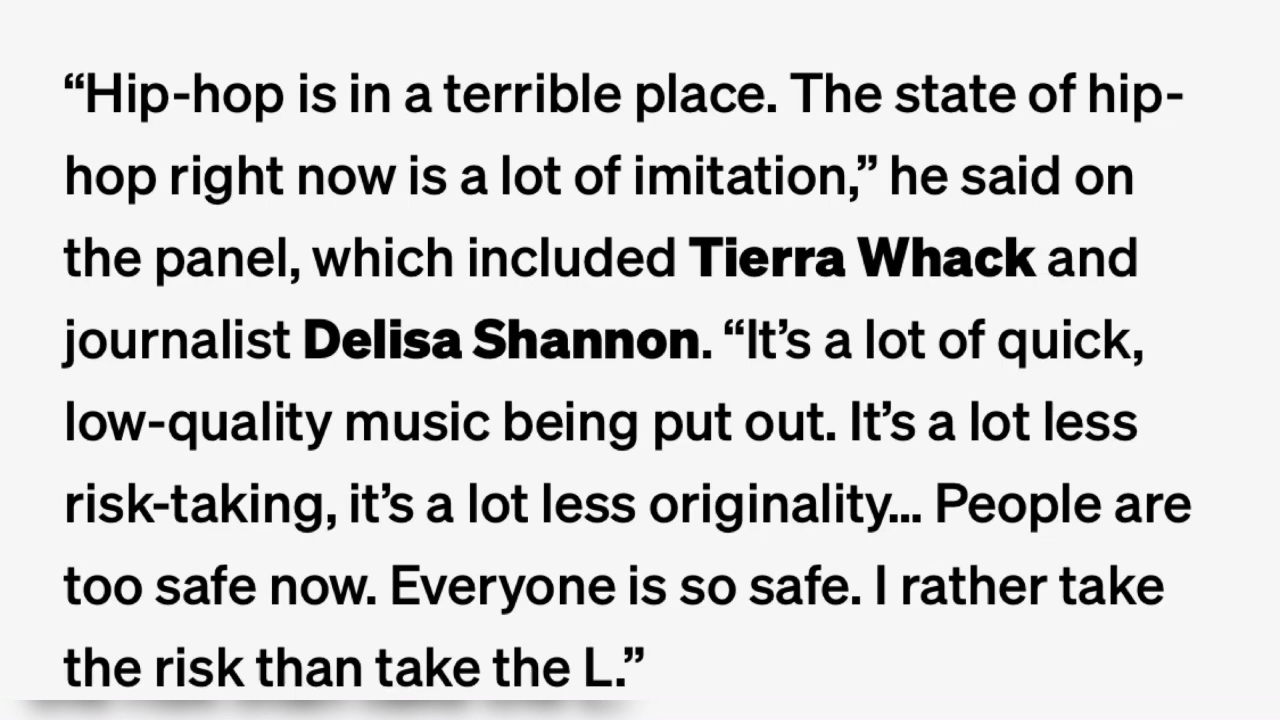 “Hip-hop is in a terrible place. The state of hip-
hop right now is a lot of imitation,” he said on
the panel, which included Tierra Whack and
journalist Delisa Shannon. “It’s a lot of quick,
low-quality music being put out. It’s a lot less
risk-taking, it’s a lot less originality... People are
too safe now. Everyone is so safe. I rather take
the risk than take the L.”